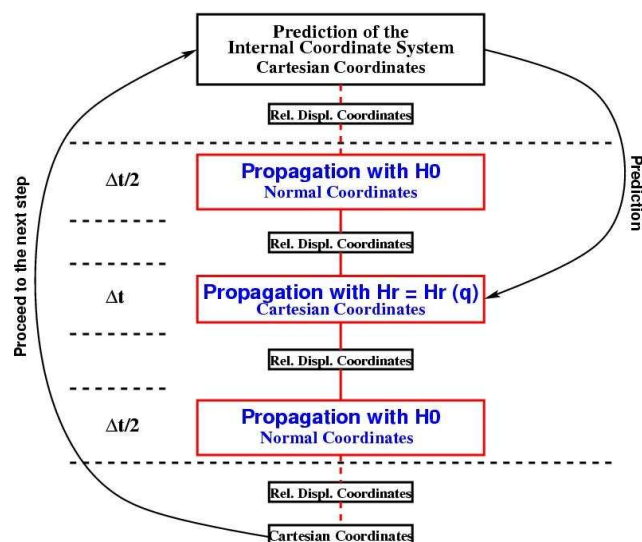 Prediction of the
Internal Coordinate System
Cartesian Coordinates
Rel. Displ. Coordinates
Δt/2
Propagation with H0
Normal Coordinates
Rel. Displ. Coordinates
Δt
Propagation with Hr = Hr (q)
Cartesian Coordinates
Rel. Displ. Coordinates
Δt/2
Propagation with H0
Normal Coordinates
Rel. Displ. Coordinates
Cartesian Coordinates
Proceed to the next step
Prediction